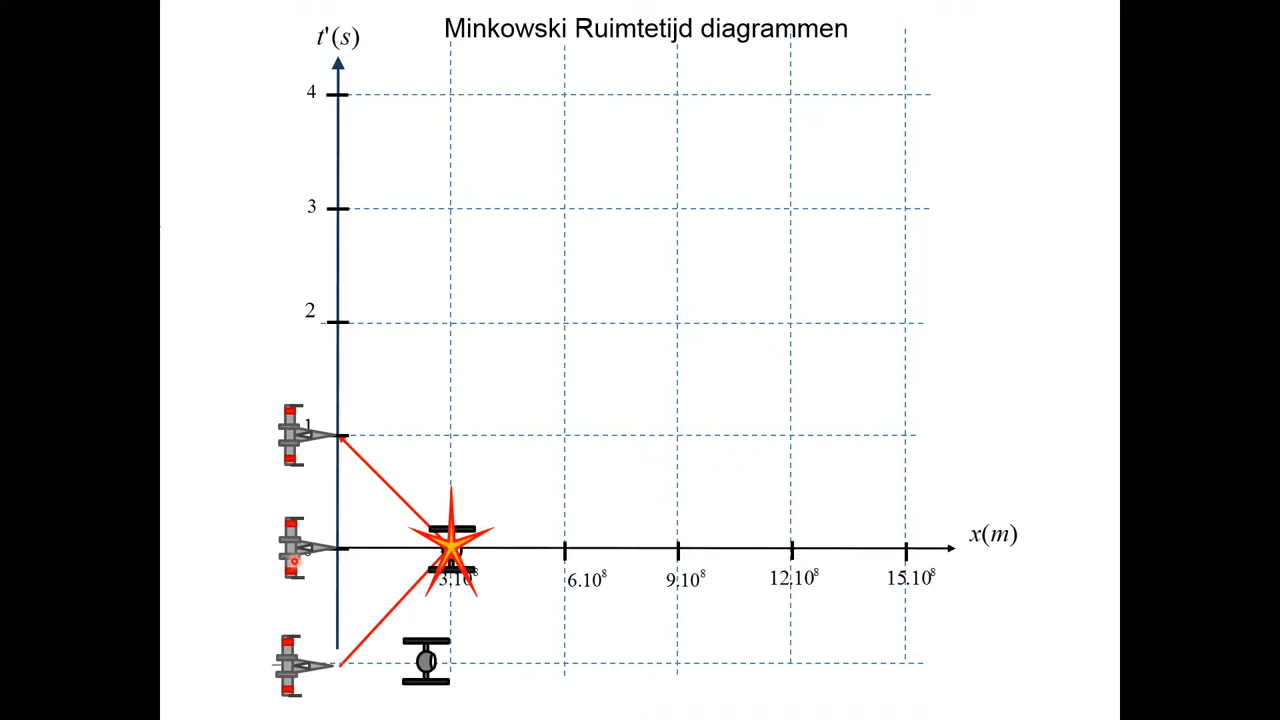 Minkowski Ruimtetijd diagrammen
t'(s)
4
3
2
1
x(m)
3.10⁸ 6.10⁸ 9.10⁸ 12.10⁸ 15.10⁸